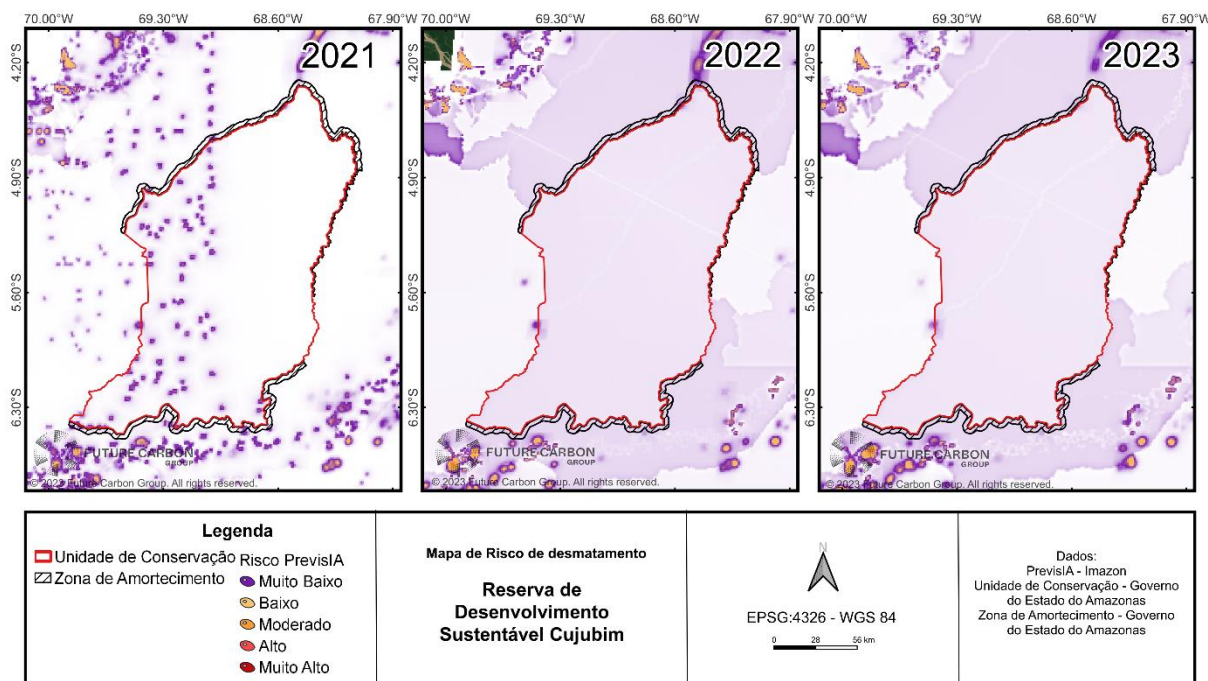 70.00°W 69.30°W 68.60°W 67.90°W 70.00°W 69.30°W 68.60°W 67.90°W 69.30°W 68.60°W 67.90°W
2021
2022
2023
4.20°S
4.90°S
5.60°S
6.30°S
4.20°S
4.90°S
5.60°S
6.30°S
4.20°S
4.90°S
5.60°S
6.30°S
FUTURE CARBON
GROUP
© 2023 Future Carbon Group. All rights reserved.
FUTURE CARBON
GROUP
© 2023 Future Carbon Group. All rights reserved.
FUTURE CARBON
GROUP
© 2023 Future Carbon Group. All rights reserved.
Legenda
Unidade de Conservação
Zona de Amortecimento
Risco PrevisIA
Muito Baixo
Baixo
Moderado
Alto
Muito Alto
Mapa de Risco de desmatamento
Reserva de
Desenvolvimento
Sustentável Cujubim
N
EPSG:4326 - WGS 84
0 28 56 km
Dados:
PrevisIA - Imazon
Unidade de Conservação - Governo
do Estado do Amazonas
Zona de Amortecimento - Governo
do Estado do Amazonas